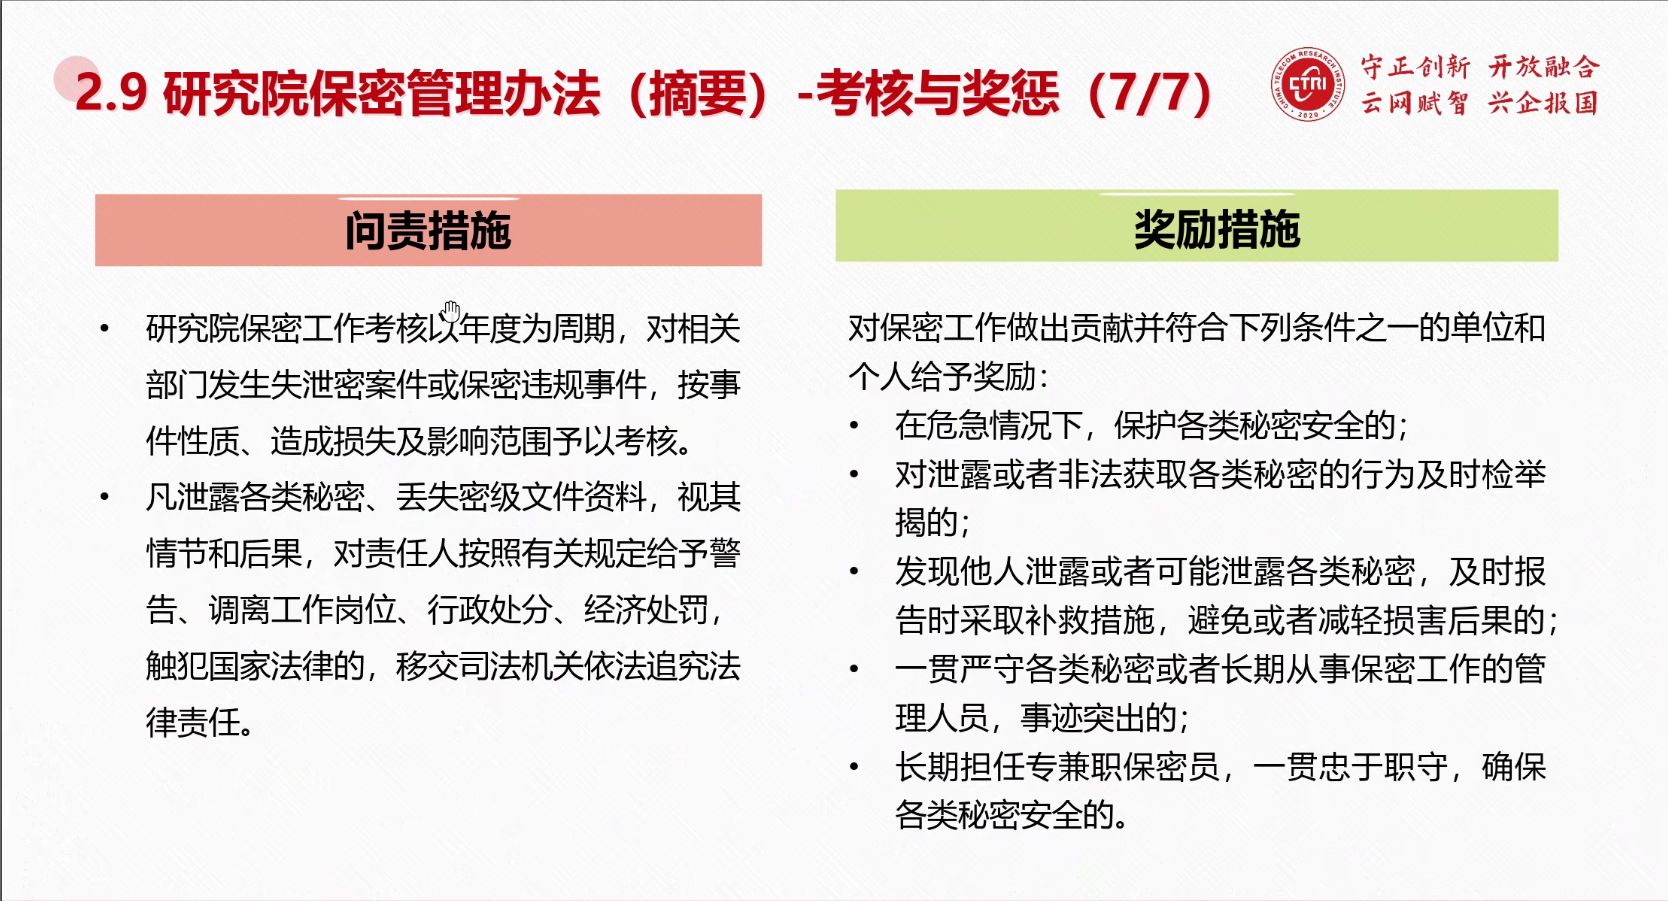 2.9 研究院保密管理办法（摘要）-考核与奖惩（7/7）
CHINA TELECOM RESEARCH INSTITUTE
CTRI
2020
守正创新 开放融合
云网赋智 兴企报国
问责措施
• 研究院保密工作考核以年度为周期，对相关
部门发生失泄密案件或保密违规事件，按事
件性质、造成损失及影响范围予以考核。
• 凡泄露各类秘密、丢失密级文件资料，视其
情节和后果，对责任人按照有关规定给予警
告、调离工作岗位、行政处分、经济处罚，
触犯国家法律的，移交司法机关依法追究法
律责任。
奖励措施
对保密工作做出贡献并符合下列条件之一的单位和
个人给予奖励：
• 在危急情况下，保护各类秘密安全的；
• 对泄露或者非法获取各类秘密的行为及时检举
揭的；
• 发现他人泄露或者可能泄露各类秘密，及时报
告时采取补救措施，避免或者减轻损害后果的；
• 一贯严守各类秘密或者长期从事保密工作的管
理人员，事迹突出的；
• 长期担任专兼职保密员，一贯忠于职守，确保
各类秘密安全的。